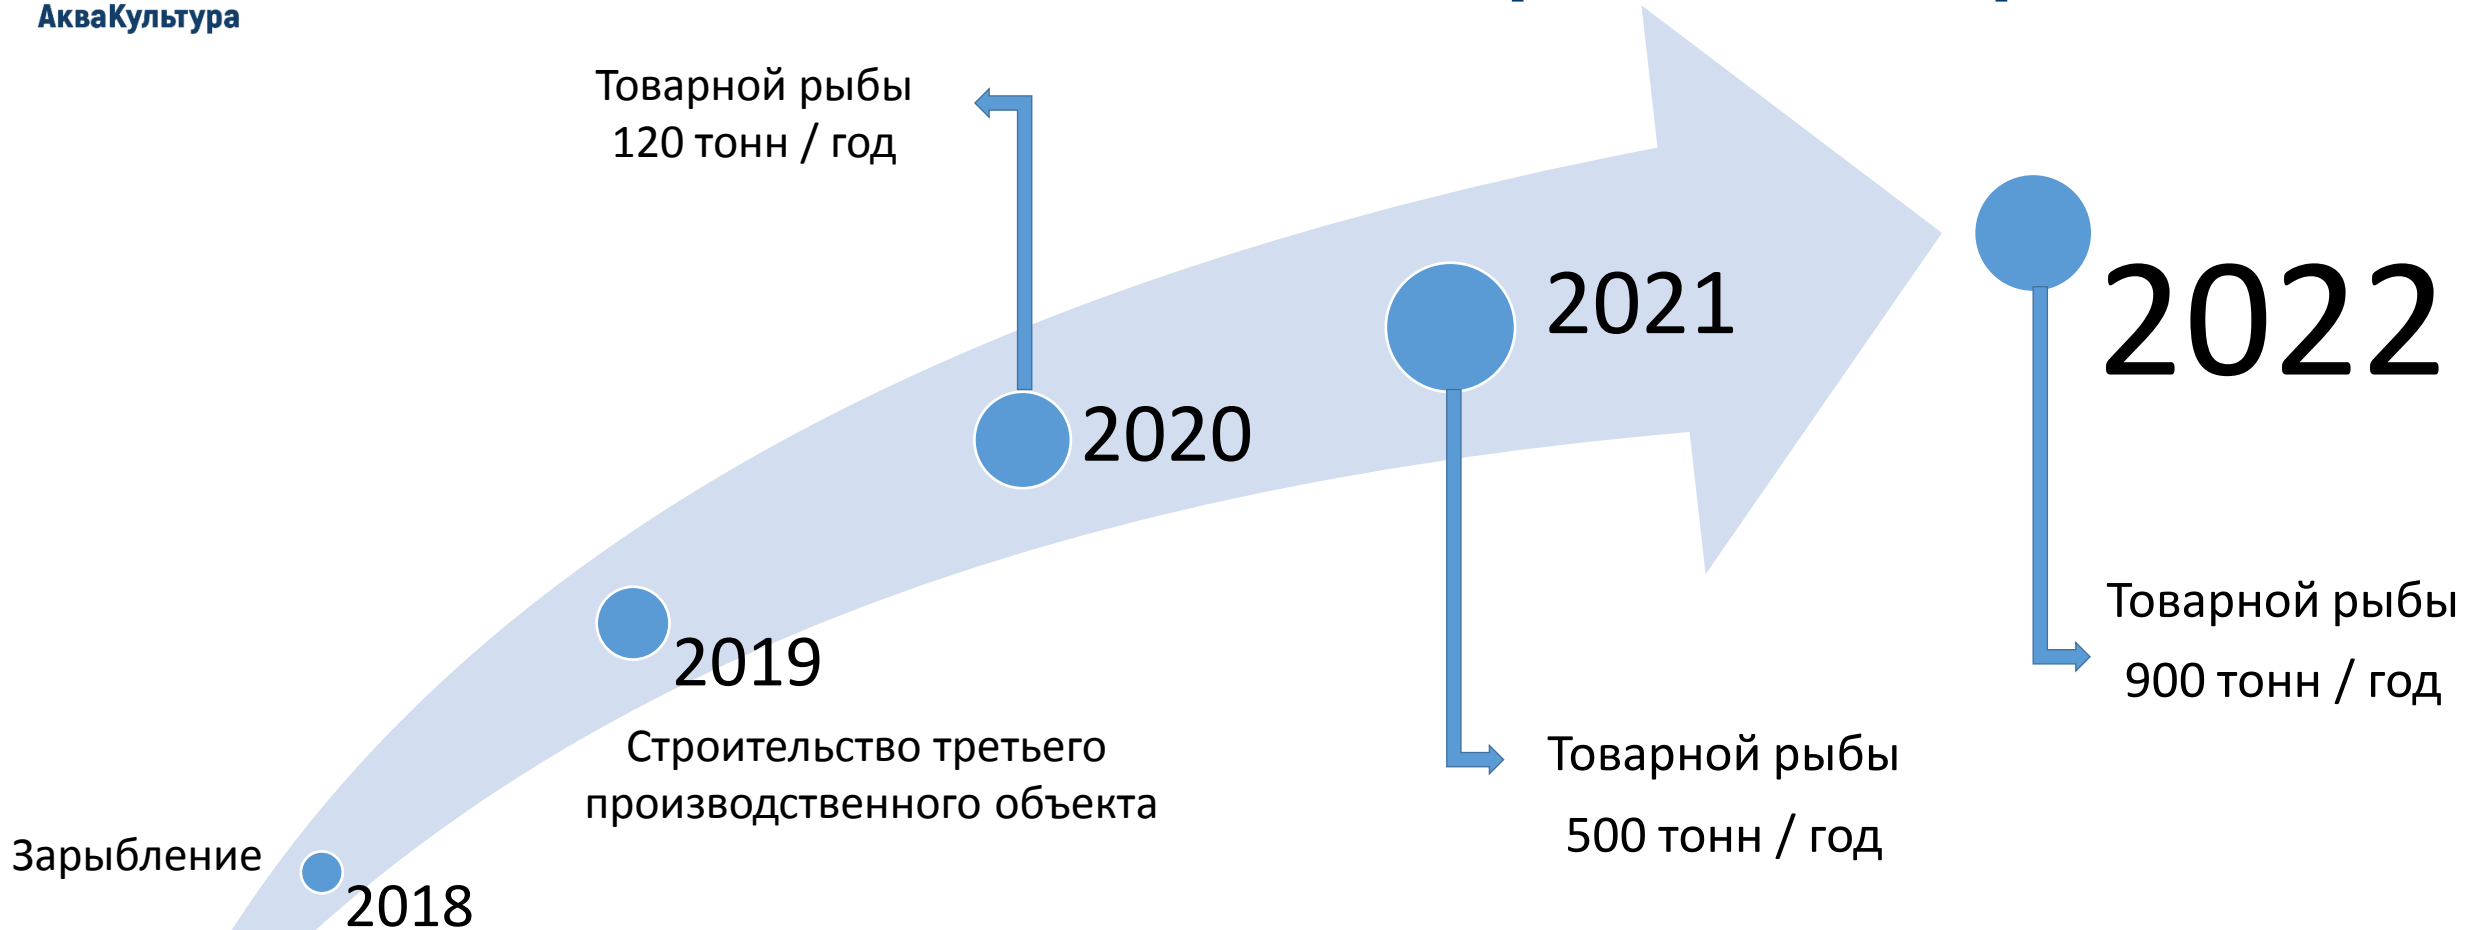 АкваКультура
Товарной рыбы
120 тонн / год
2021
2022
2020
2019
Товарной рыбы
900 тонн / год
Строительство третьего
производственного объекта
Товарной рыбы
500 тонн / год
Зарыбление
2018